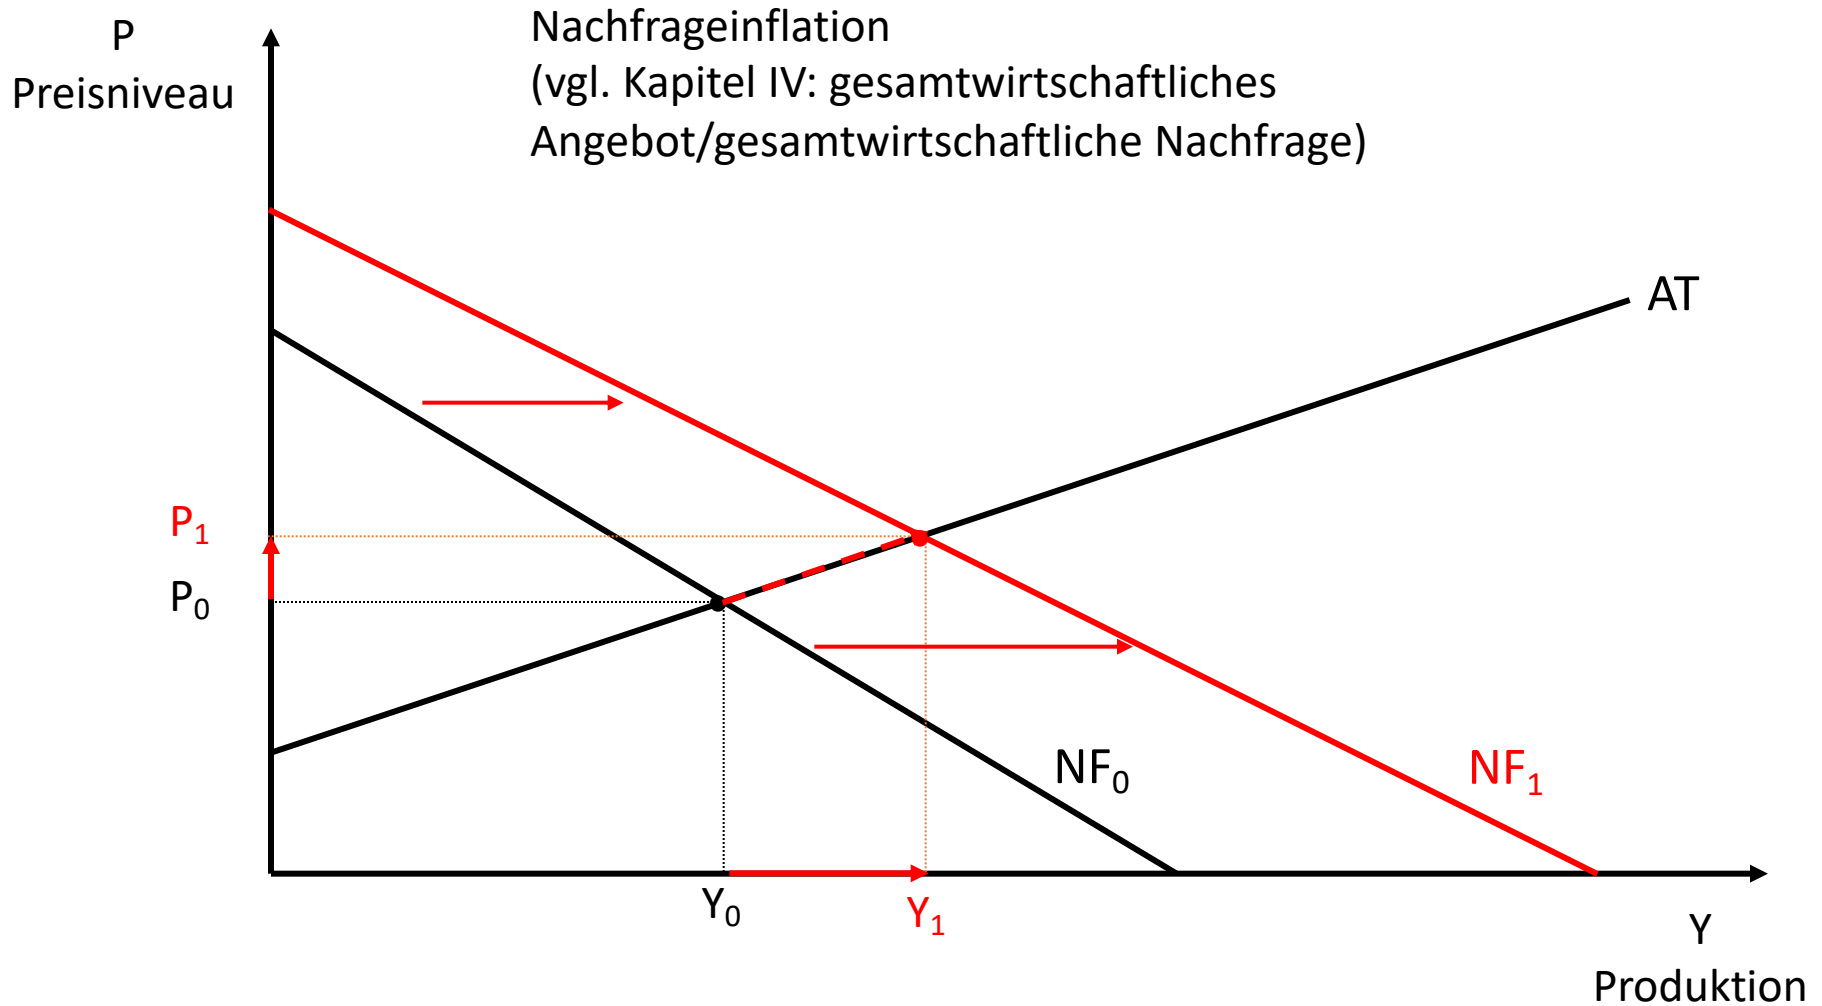 P
Preisniveau
Nachfrageinflation
(vgl. Kapitel IV: gesamtwirtschaftliches
Angebot/gesamtwirtschaftliche Nachfrage)
AT
P₁
P₀
NF₀
NF₁
Y₀
Y₁
Y
Produktion